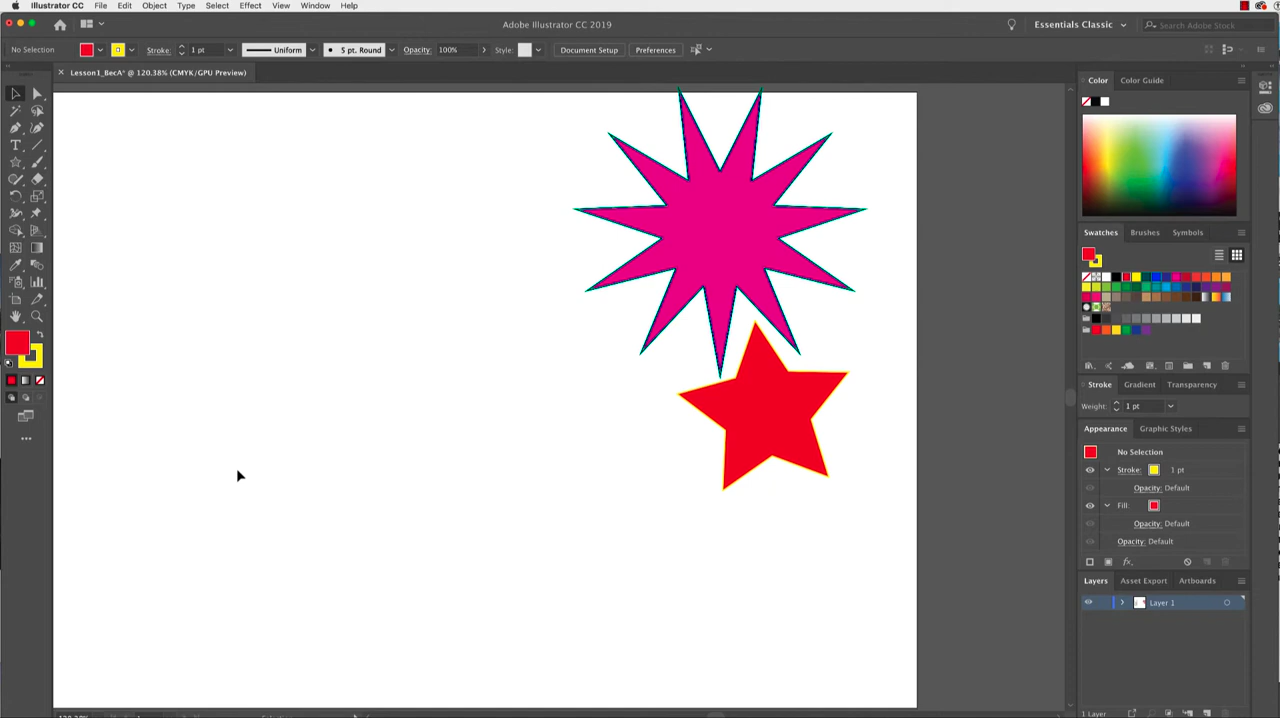 Illustrator CC File Edit Object Type Select Effect View Window Help
Adobe Illustrator CC 2019
Essentials Classic
Search Adobe Stock
No Selection Stroke: 1 pt Uniform 5 pt. Round Opacity: 100% Style: Document Setup Preferences
× Lesson1_BecA* @ 120.38% (CMYK/GPU Preview)
Color Color Guide
Swatches Brushes Symbols
Stroke Gradient Transparency
Weight: 1 pt
Appearance Graphic Styles
No Selection
Stroke: 1 pt
Opacity: Default
Fill:
Opacity: Default
Opacity: Default
fx
Layers Asset Export Artboards
Layer 1
1 Layer
120.38%